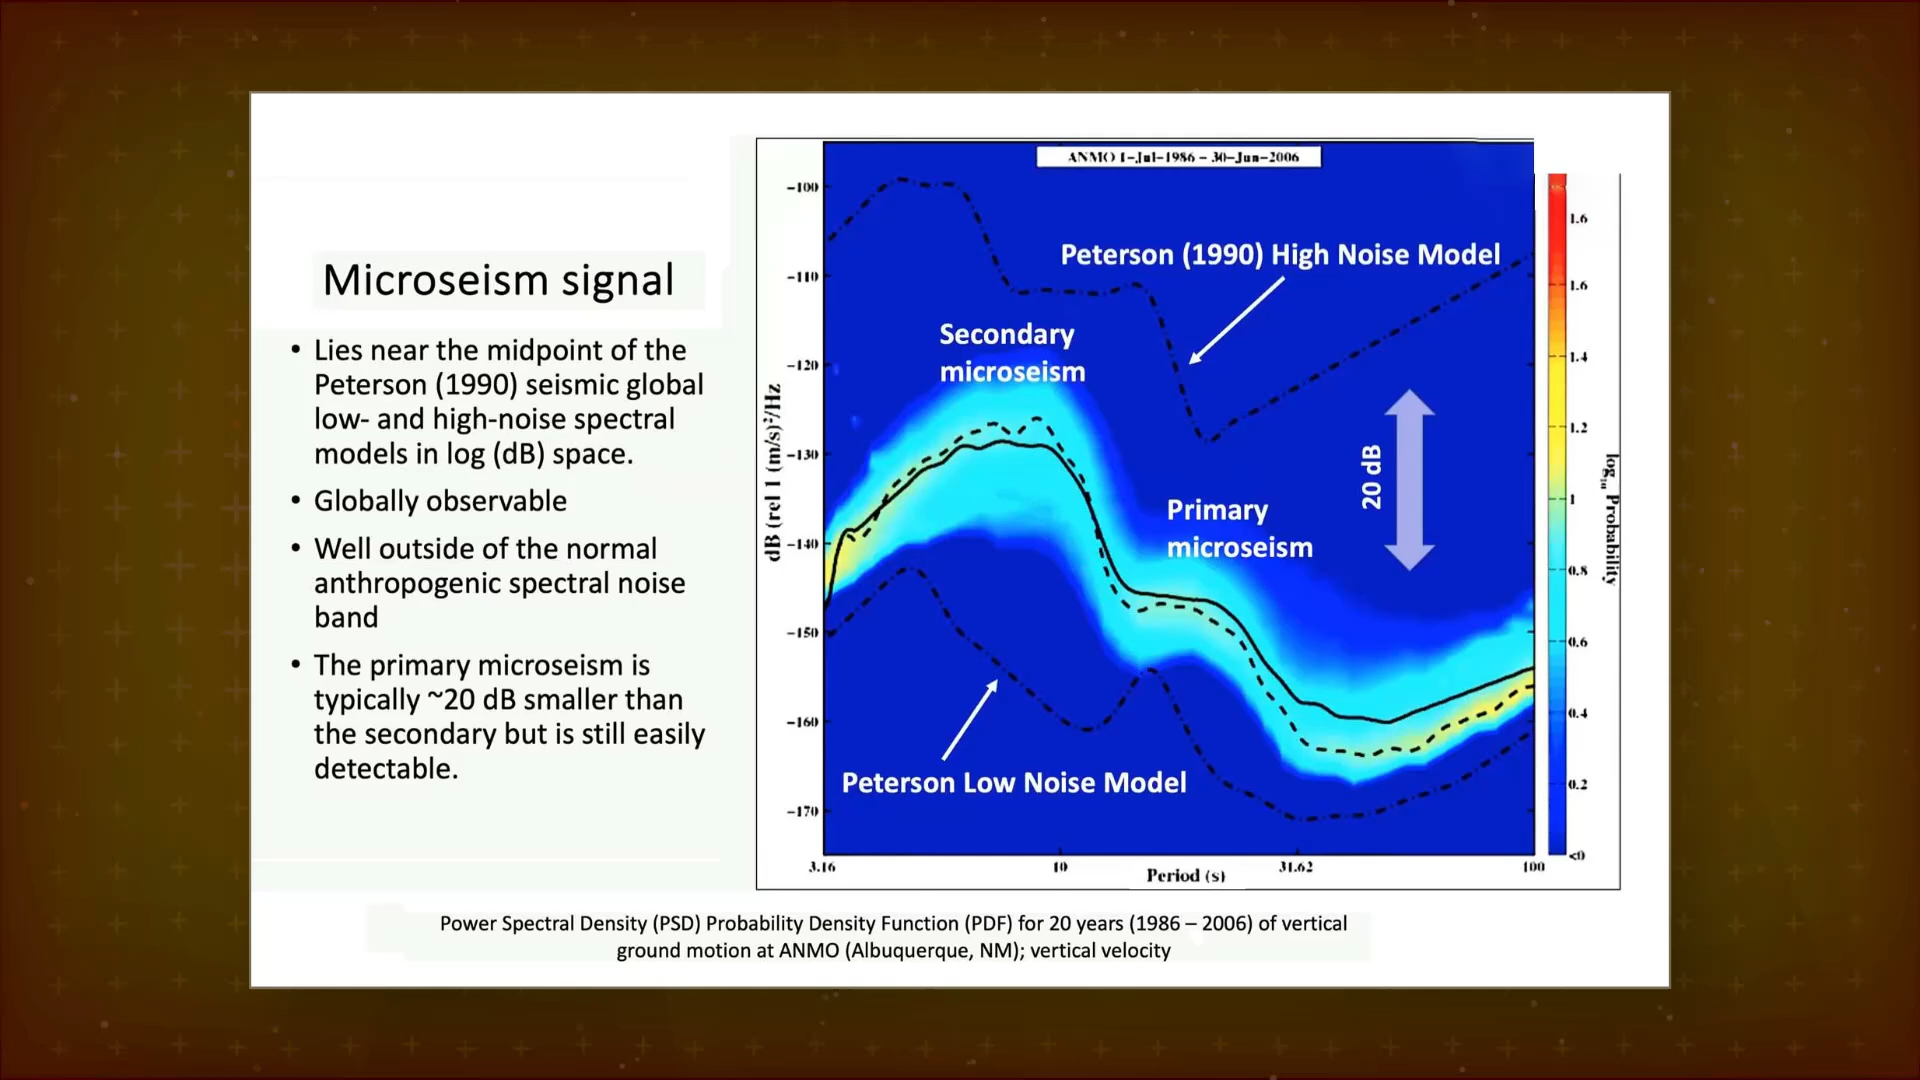 Microseism signal
• Lies near the midpoint of the
Peterson (1990) seismic global
low- and high-noise spectral
models in log (dB) space.
• Globally observable
• Well outside of the normal
anthropogenic spectral noise
band
• The primary microseism is
typically ~20 dB smaller than
the secondary but is still easily
detectable.
ANMO 1-Jul-1986 - 30-Jun-2006
Peterson (1990) High Noise Model
Secondary
microseism
Primary
microseism
20 dB
Peterson Low Noise Model
dB (rel 1 (m/s)²/Hz
-100
-110
-120
-130
-140
-150
-160
-170
3.16
10
31.62
100
Period (s)
1.6
1.6
1.4
1.2
1
0.8
0.6
0.4
0.2
<0
log₁₀ Probability
Power Spectral Density (PSD) Probability Density Function (PDF) for 20 years (1986 – 2006) of vertical
ground motion at ANMO (Albuquerque, NM); vertical velocity